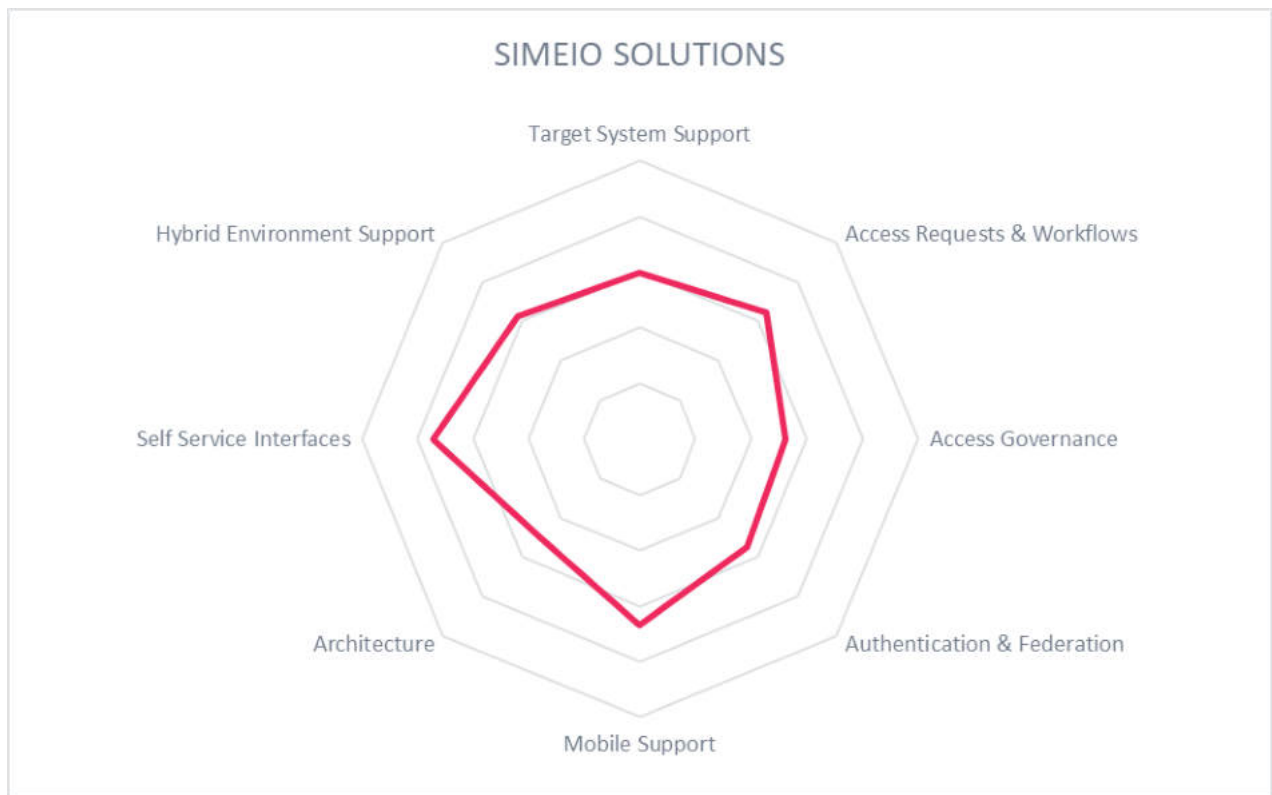 SIMEIO SOLUTIONS
Target System Support
Hybrid Environment Support
Access Requests & Workflows
Self Service Interfaces
Access Governance
Architecture
Authentication & Federation
Mobile Support